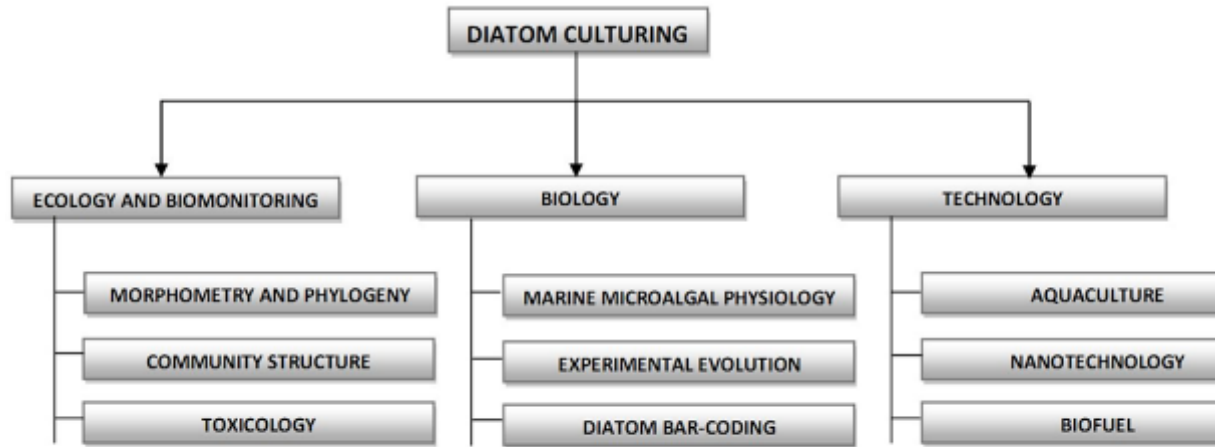 DIATOM CULTURING
ECOLOGY AND BIOMONITORING
MORPHOMETRY AND PHYLOGENY
COMMUNITY STRUCTURE
TOXICOLOGY
BIOLOGY
MARINE MICROALGAL PHYSIOLOGY
EXPERIMENTAL EVOLUTION
DIATOM BAR-CODING
TECHNOLOGY
AQUACULTURE
NANOTECHNOLOGY
BIOFUEL